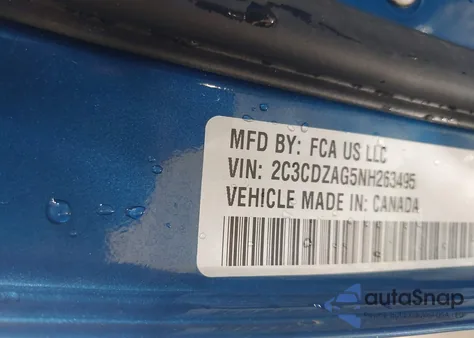 MFD BY: FCA US LLC
VIN: 2C3CDZAG5NH263495
VEHICLE MADE IN: CANADA
autoSnap